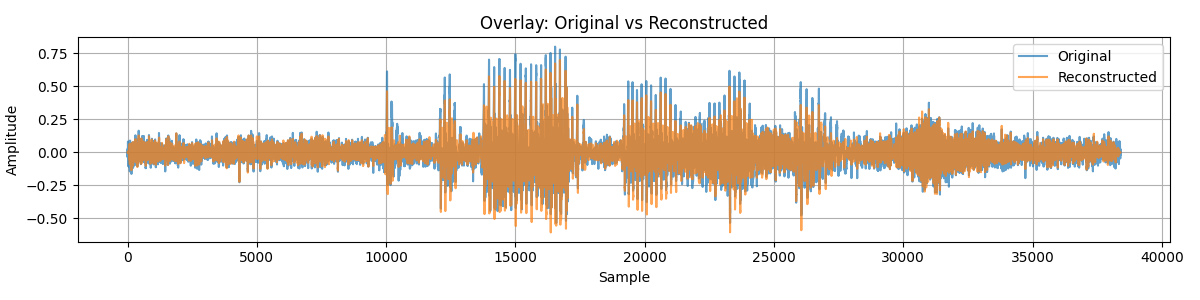 Overlay: Original vs Reconstructed
Original
Reconstructed
Amplitude
0.75
0.50
0.25
0.00
−0.25
−0.50
0 5000 10000 15000 20000 25000 30000 35000 40000
Sample